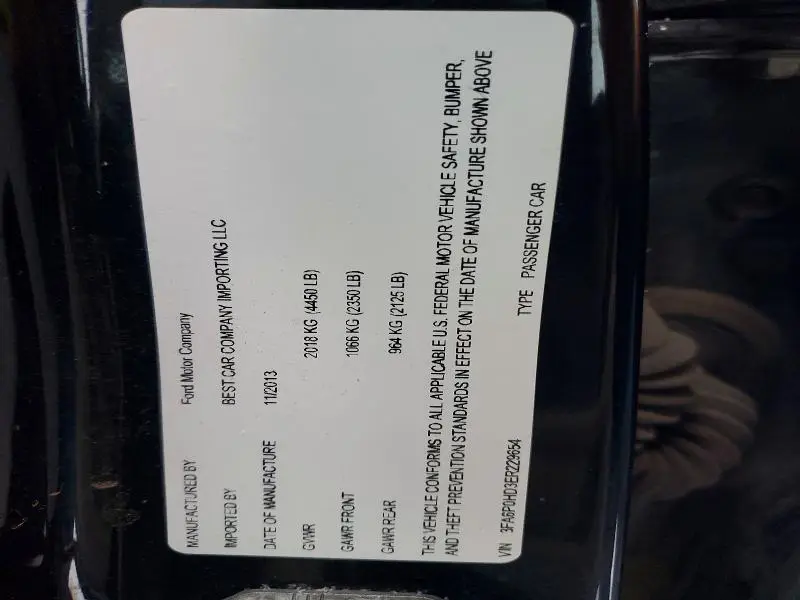 MANUFACTURED BY Ford Motor Company
IMPORTED BY BEST CAR COMPANY IMPORTING LLC
DATE OF MANUFACTURE 11/2013
GVWR 2018 KG (4450 LB)
GAWR FRONT 1066 KG (2350 LB)
GAWR REAR 964 KG (2125 LB)
THIS VEHICLE CONFORMS TO ALL APPLICABLE U.S. FEDERAL MOTOR VEHICLE SAFETY, BUMPER,
AND THEFT PREVENTION STANDARDS IN EFFECT ON THE DATE OF MANUFACTURE SHOWN ABOVE
VIN 3FA6P0HD3ER229654 TYPE PASSENGER CAR